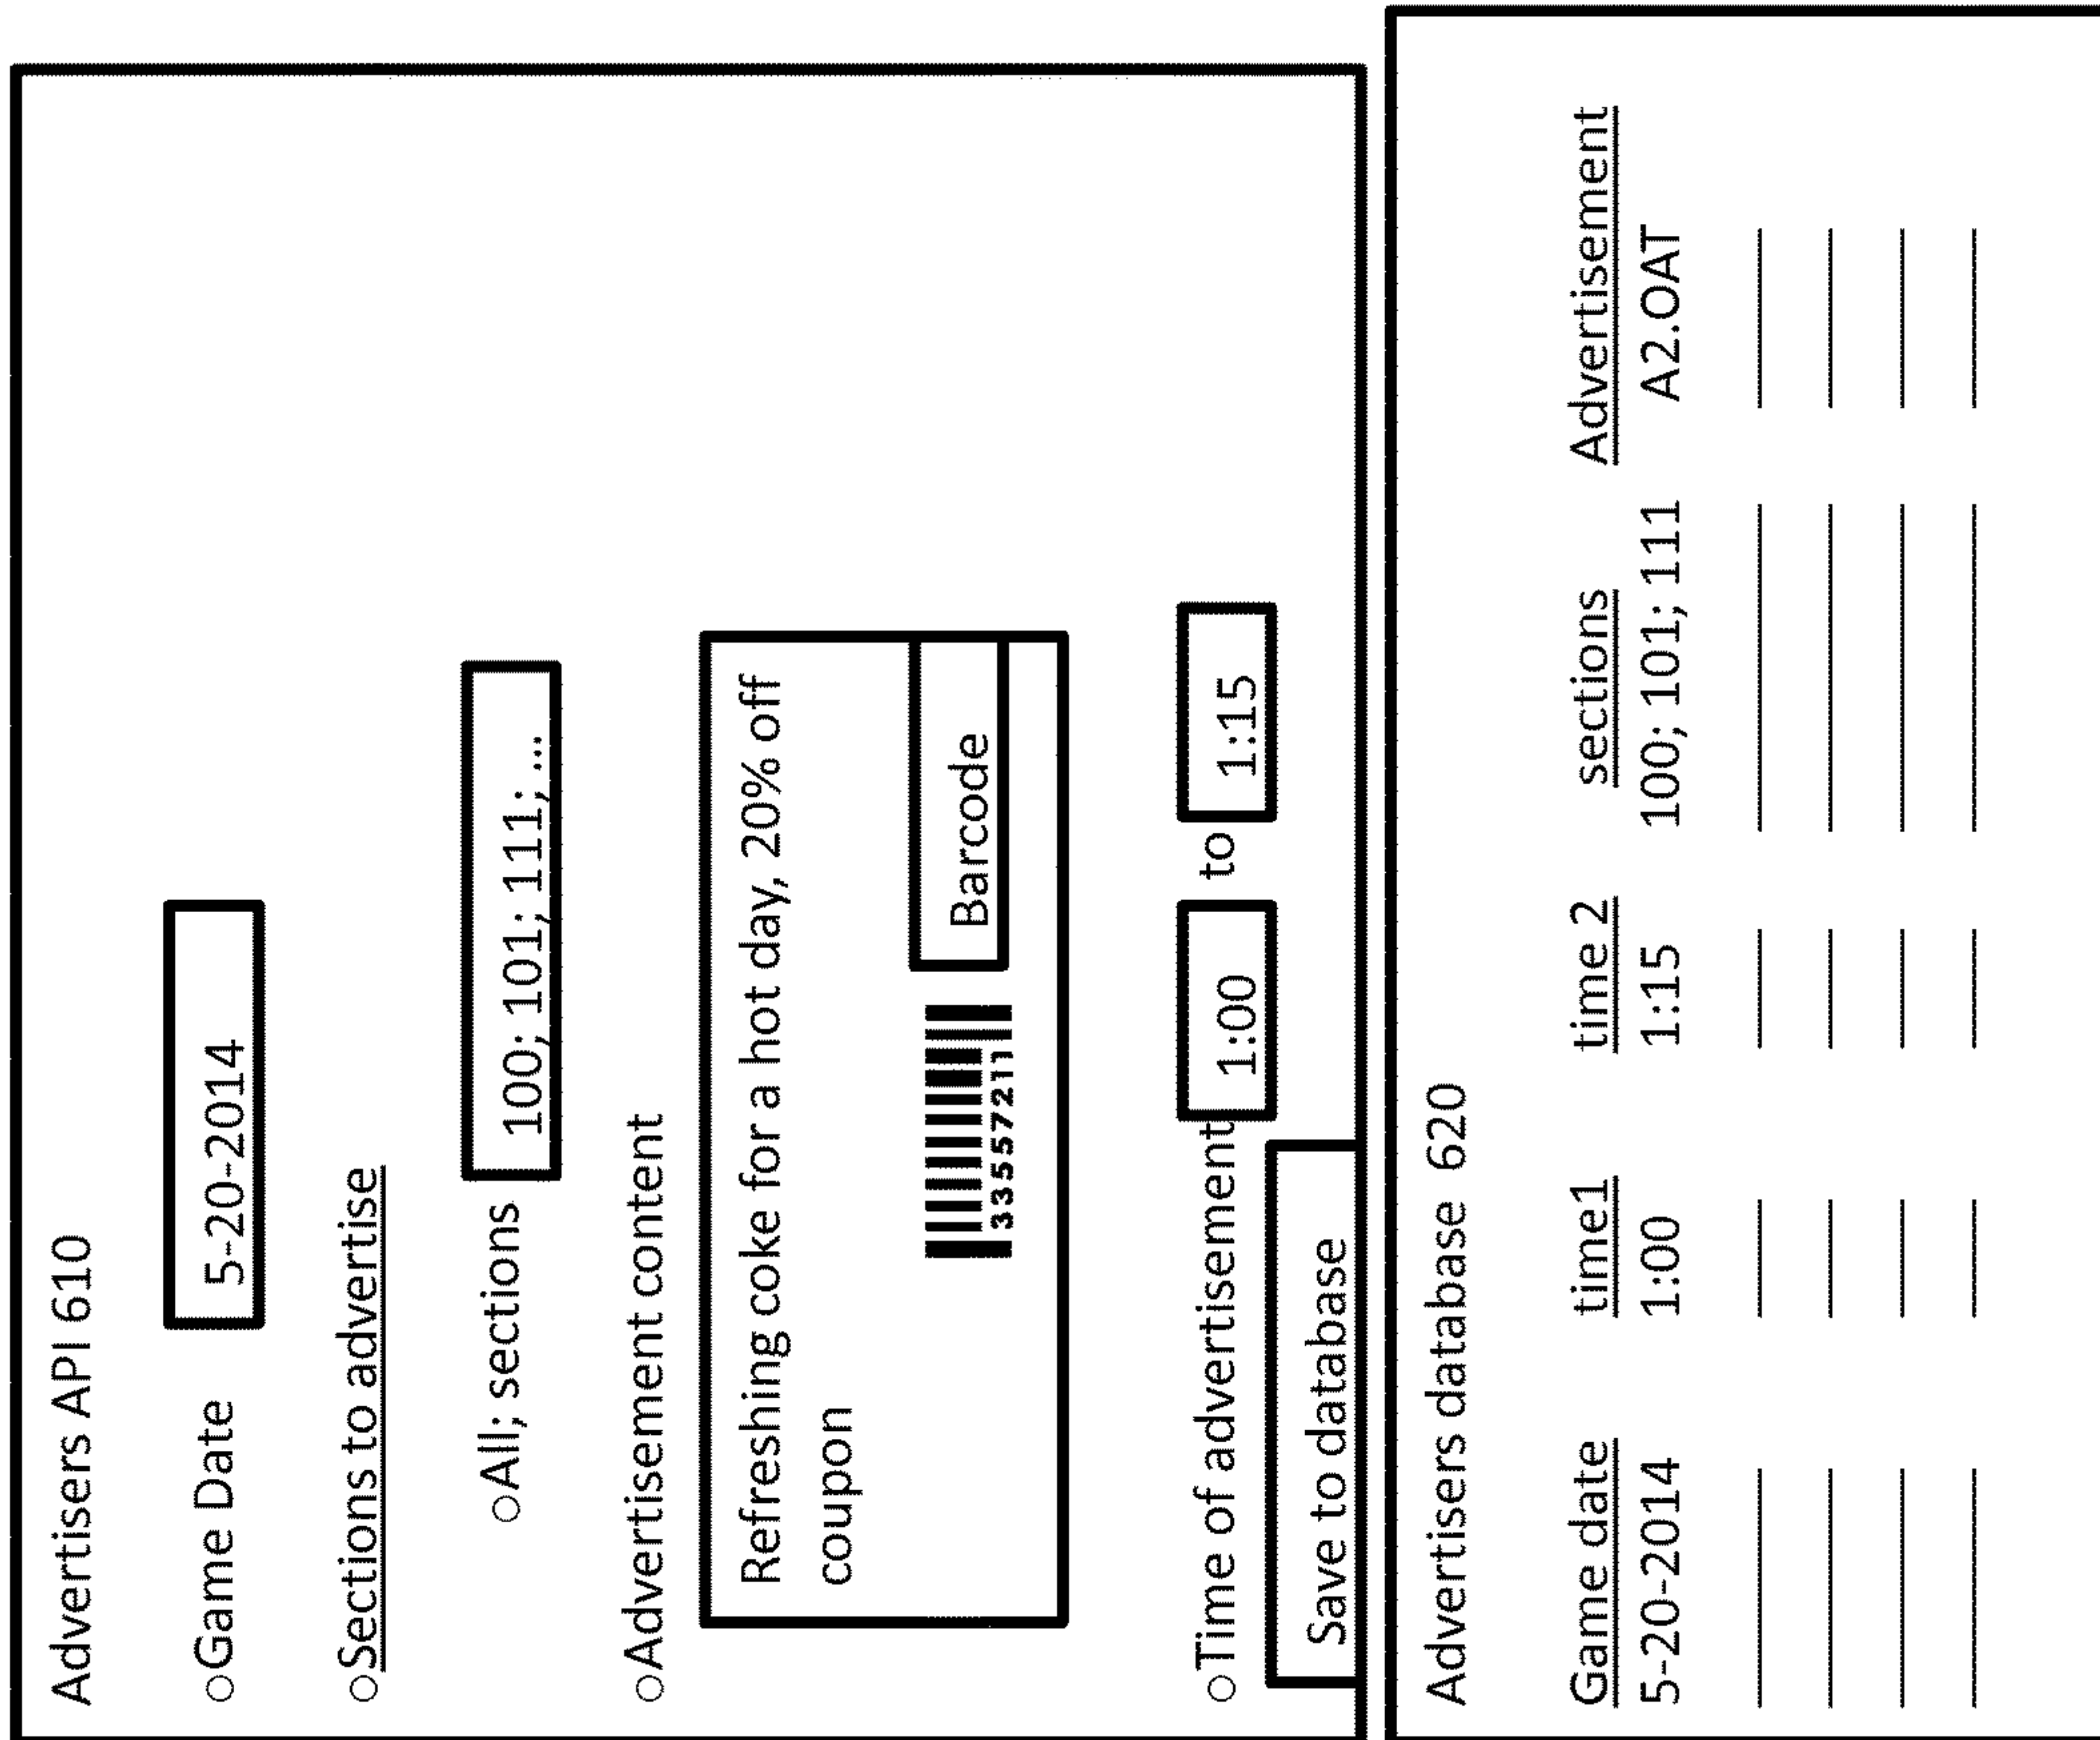 Advertisers API 610
○Game Date 5-20-2014
○Sections to advertise
○All; sections 100; 101; 111; ...
○Advertisement content
Refreshing coke for a hot day, 20% off
coupon
33557211 Barcode
○Time of advertisement 1:00 to 1:15
Save to database
Advertisers database 620
Game date time1 time 2 sections Advertisement
5-20-2014 1:00 1:15 100; 101; 111 A2.OAT